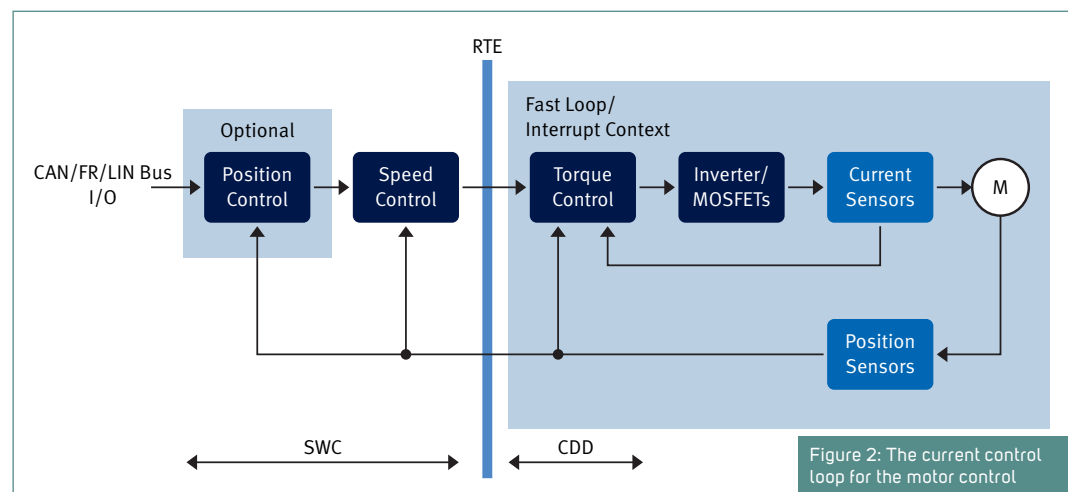 RTE
Fast Loop/
Interrupt Context
Optional
CAN/FR/LIN Bus
I/O
Position
Control
Speed
Control
Torque
Control
Inverter/
MOSFETs
Current
Sensors
M
Position
Sensors
SWC
CDD
Figure 2: The current control
loop for the motor control